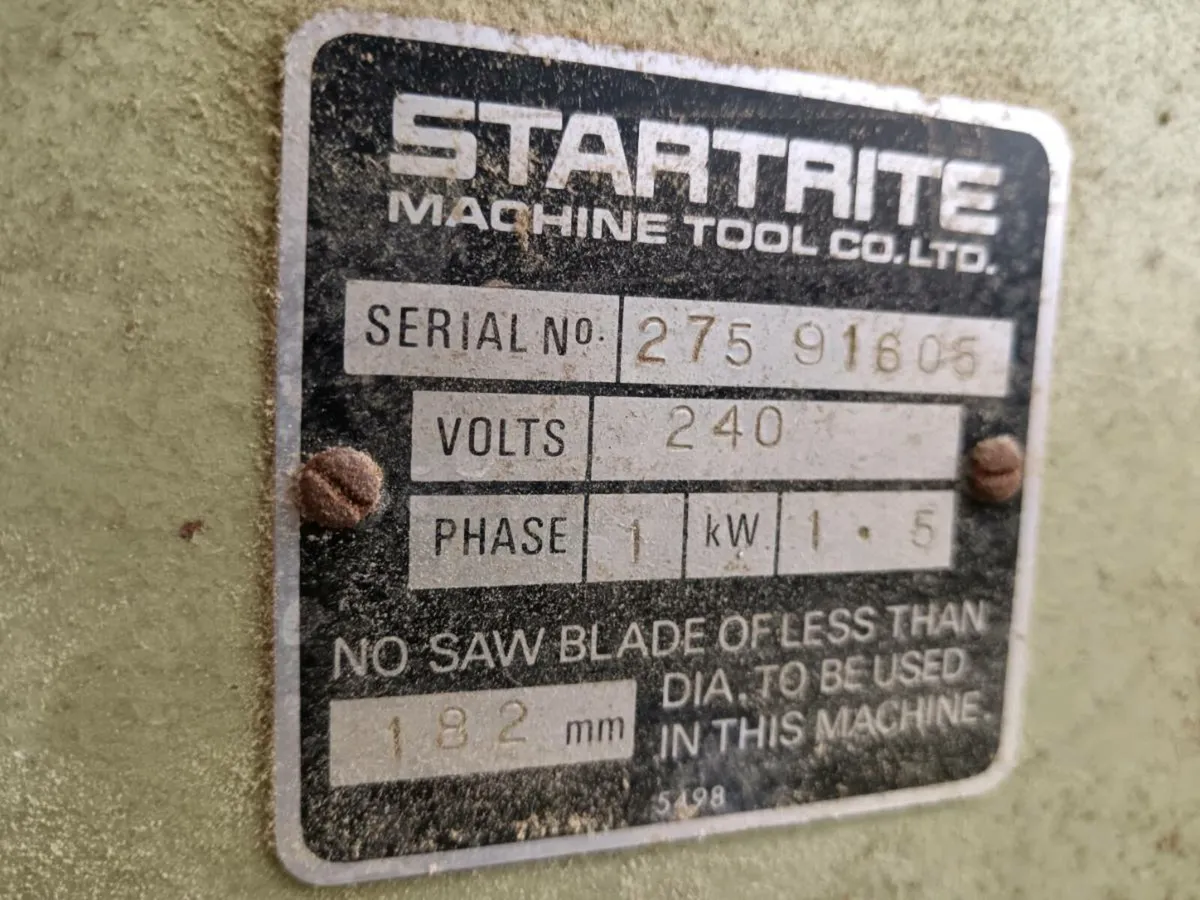 STARTRITE
MACHINE TOOL CO. LTD.
SERIAL Nº. 275 91605
VOLTS 240
PHASE 1 kW 1.5
NO SAW BLADE OF LESS THAN
182 mm DIA. TO BE USED
IN THIS MACHINE.
5498